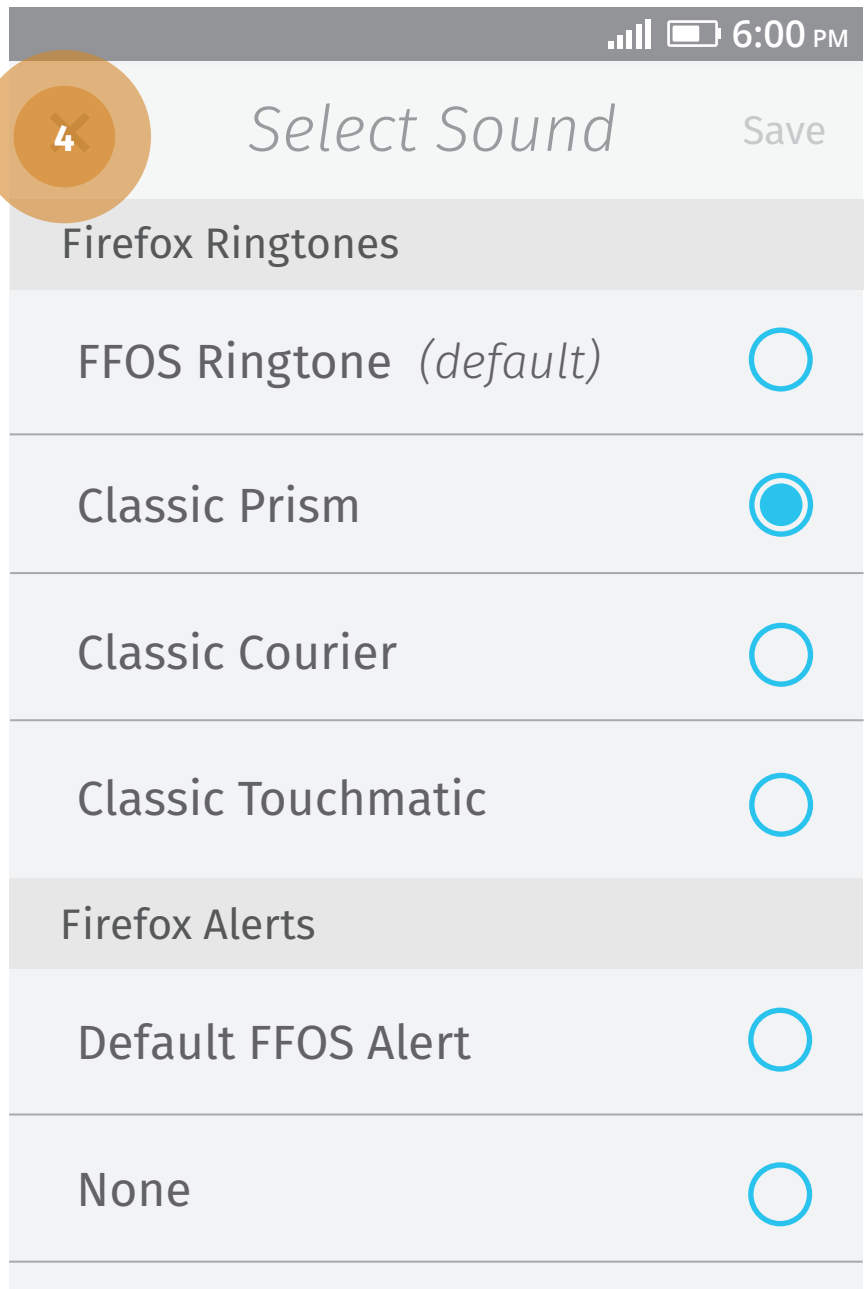 6:00 PM
4
Select Sound
Save
Firefox Ringtones
FFOS Ringtone (default)
Classic Prism
Classic Courier
Classic Touchmatic
Firefox Alerts
Default FFOS Alert
None